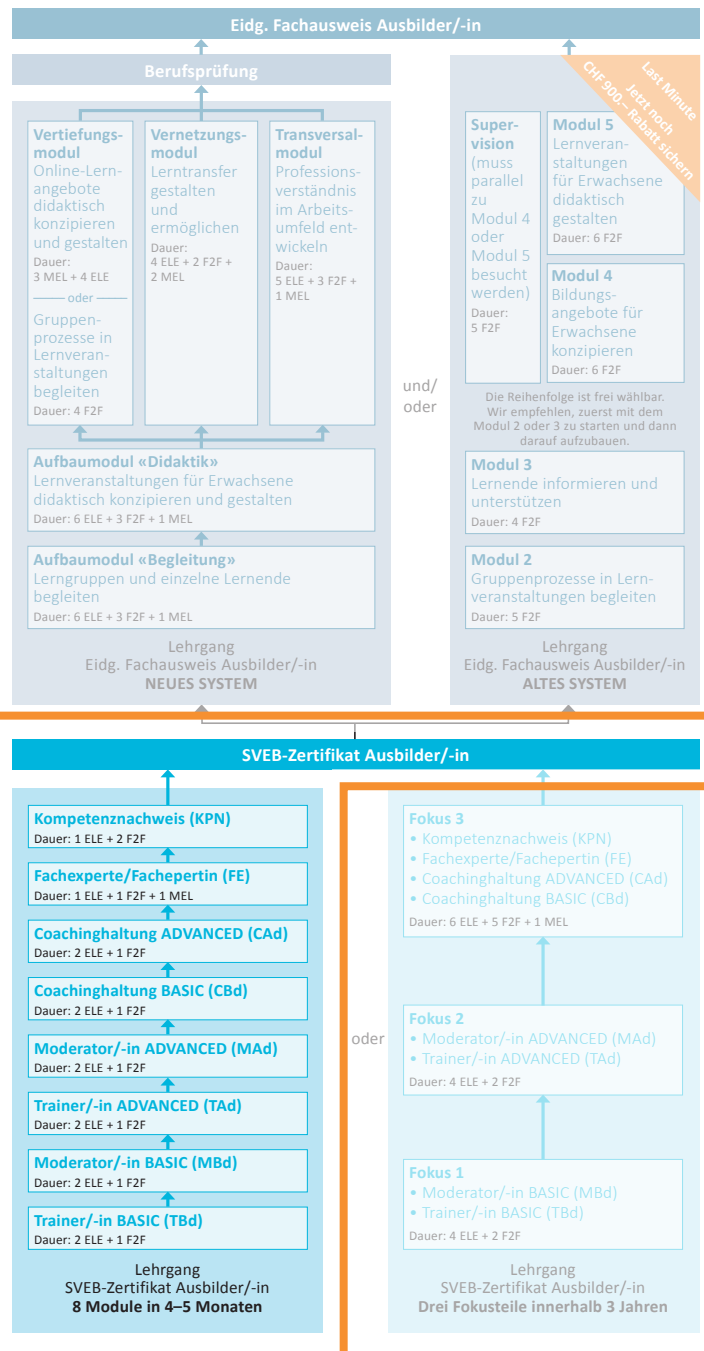 Eidg. Fachausweis Ausbilder/-in
Berufsprüfung
Vertiefungs-
modul
Online-Lern-
angebote
didaktisch
konzipieren
und gestalten
Dauer:
3 MEL + 4 ELE
oder
Gruppen-
prozesse in
Lernveran-
staltungen
begleiten
Dauer: 4 F2F
Vernetzungs-
modul
Lerntransfer
gestalten
und
ermöglichen
Dauer:
4 ELE + 2 F2F +
2 MEL
Transversal-
modul
Professions-
verständnis
im Arbeits-
umfeld ent-
wickeln
Dauer:
5 ELE + 3 F2F +
1 MEL
Aufbaumodul «Didaktik»
Lernveranstaltungen für Erwachsene
didaktisch konzipieren und gestalten
Dauer: 6 ELE + 3 F2F + 1 MEL
Aufbaumodul «Begleitung»
Lerngruppen und einzelne Lernende
begleiten
Dauer: 6 ELE + 3 F2F + 1 MEL
Lehrgang
Eidg. Fachausweis Ausbilder/-in
NEUES SYSTEM
und/
oder
Last Minute
Jetzt noch
CHF 900.– Rabatt sichern
Super-
vision
(muss
parallel
zu
Modul 4
oder
Modul 5
besucht
werden)
Dauer:
5 F2F
Modul 5
Lernveran-
staltungen
für Erwachsene
didaktisch
gestalten
Dauer: 6 F2F
Modul 4
Bildungs-
angebote für
Erwachsene
konzipieren
Dauer: 6 F2F
Die Reihenfolge ist frei wählbar.
Wir empfehlen, zuerst mit dem
Modul 2 oder 3 zu starten und dann
darauf aufzubauen.
Modul 3
Lernende informieren und
unterstützen
Dauer: 4 F2F
Modul 2
Gruppenprozesse in Lern-
veranstaltungen begleiten
Dauer: 5 F2F
Lehrgang
Eidg. Fachausweis Ausbilder/-in
ALTES SYSTEM
SVEB-Zertifikat Ausbilder/-in
Kompetenznachweis (KPN)
Dauer: 1 ELE + 2 F2F
Fachexperte/Fachepertin (FE)
Dauer: 1 ELE + 1 F2F + 1 MEL
Coachinghaltung ADVANCED (CAd)
Dauer: 2 ELE + 1 F2F
Coachinghaltung BASIC (CBd)
Dauer: 2 ELE + 1 F2F
Moderator/-in ADVANCED (MAd)
Dauer: 2 ELE + 1 F2F
Trainer/-in ADVANCED (TAd)
Dauer: 2 ELE + 1 F2F
Moderator/-in BASIC (MBd)
Dauer: 2 ELE + 1 F2F
Trainer/-in BASIC (TBd)
Dauer: 2 ELE + 1 F2F
Lehrgang
SVEB-Zertifikat Ausbilder/-in
8 Module in 4–5 Monaten
oder
Fokus 3
• Kompetenznachweis (KPN)
• Fachexperte/Fachepertin (FE)
• Coachinghaltung ADVANCED (CAd)
• Coachinghaltung BASIC (CBd)
Dauer: 6 ELE + 5 F2F + 1 MEL
Fokus 2
• Moderator/-in ADVANCED (MAd)
• Trainer/-in ADVANCED (TAd)
Dauer: 4 ELE + 2 F2F
Fokus 1
• Moderator/-in BASIC (MBd)
• Trainer/-in BASIC (TBd)
Dauer: 4 ELE + 2 F2F
Lehrgang
SVEB-Zertifikat Ausbilder/-in
Drei Fokusteile innerhalb 3 Jahren